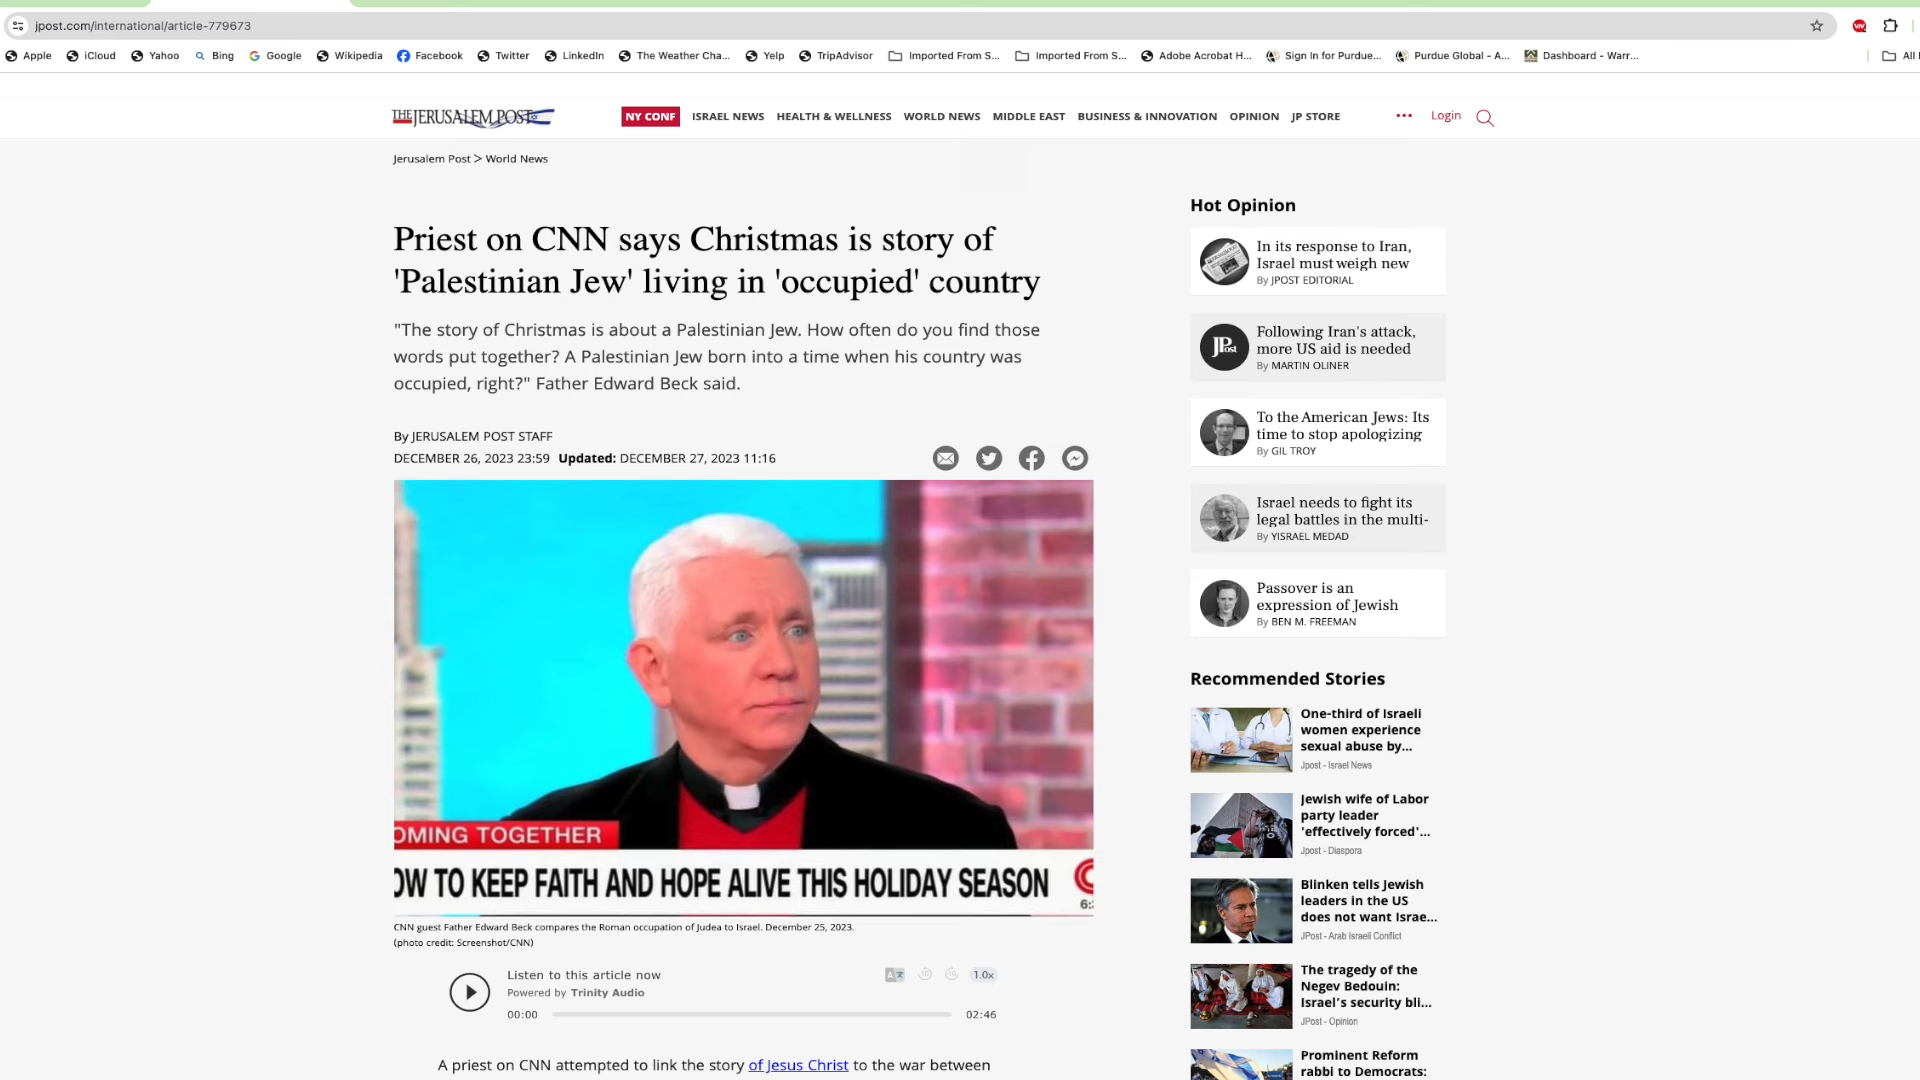 jpost.com/international/article-779673
Apple iCloud Yahoo Bing Google Wikipedia Facebook Twitter LinkedIn The Weather Cha... Yelp TripAdvisor Imported From S... Imported From S... Adobe Acrobat H... Sign In for Purdue... Purdue Global - A... Dashboard - Warr... All
THE JERUSALEM POST
NY CONF ISRAEL NEWS HEALTH & WELLNESS WORLD NEWS MIDDLE EAST BUSINESS & INNOVATION OPINION JP STORE ... Login
Jerusalem Post > World News
Priest on CNN says Christmas is story of
'Palestinian Jew' living in 'occupied' country
"The story of Christmas is about a Palestinian Jew. How often do you find those
words put together? A Palestinian Jew born into a time when his country was
occupied, right?" Father Edward Beck said.
By JERUSALEM POST STAFF
DECEMBER 26, 2023 23:59 Updated: DECEMBER 27, 2023 11:16
OMING TOGETHER
OW TO KEEP FAITH AND HOPE ALIVE THIS HOLIDAY SEASON
6:
CNN guest Father Edward Beck compares the Roman occupation of Judea to Israel. December 25, 2023.
(photo credit: Screenshot/CNN)
Listen to this article now
1.0x
Powered by Trinity Audio
00:00 02:46
A priest on CNN attempted to link the story of Jesus Christ to the war between
Hot Opinion
In its response to Iran,
Israel must weigh new
By JPOST EDITORIAL
JPost
Following Iran's attack,
more US aid is needed
By MARTIN OLINER
To the American Jews: Its
time to stop apologizing
By GIL TROY
Israel needs to fight its
legal battles in the multi-
By YISRAEL MEDAD
Passover is an
expression of Jewish
By BEN M. FREEMAN
Recommended Stories
One-third of Israeli
women experience
sexual abuse by...
Jpost - Israel News
Jewish wife of Labor
party leader
'effectively forced'...
Jpost - Diaspora
Blinken tells Jewish
leaders in the US
does not want Israe...
JPost - Arab Israeli Conflict
The tragedy of the
Negev Bedouin:
Israel's security bli...
JPost - Opinion
Prominent Reform
rabbi to Democrats: